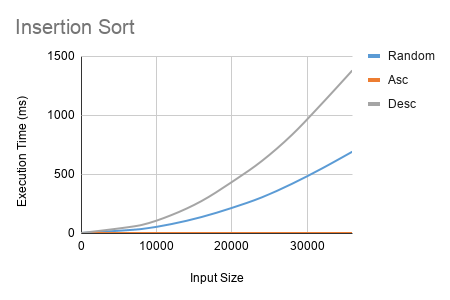 Insertion Sort
Execution Time (ms)
1500
1000
500
0
0 10000 20000 30000
Input Size
Random
Asc
Desc